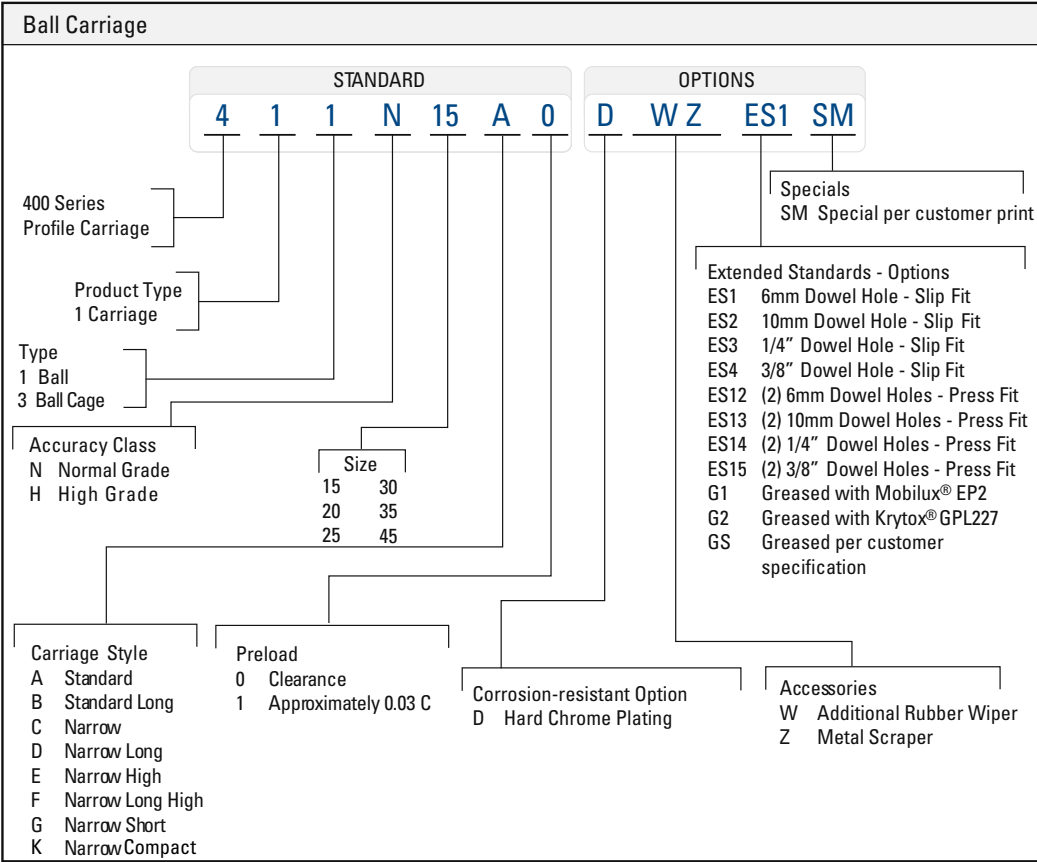 Ball Carriage
STANDARD
OPTIONS
4 1 1 N 15 A 0 D W Z ES1 SM
400 Series
Profile Carriage
Product Type
1 Carriage
Type
1 Ball
3 Ball Cage
Accuracy Class
N Normal Grade
H High Grade
Size
15 30
20 35
25 45
Specials
SM Special per customer print
Extended Standards - Options
ES1 6mm Dowel Hole - Slip Fit
ES2 10mm Dowel Hole - Slip Fit
ES3 1/4” Dowel Hole - Slip Fit
ES4 3/8” Dowel Hole - Slip Fit
ES12 (2) 6mm Dowel Holes - Press Fit
ES13 (2) 10mm Dowel Holes - Press Fit
ES14 (2) 1/4” Dowel Holes - Press Fit
ES15 (2) 3/8” Dowel Holes - Press Fit
G1 Greased with Mobilux® EP2
G2 Greased with Krytox® GPL227
GS Greased per customer
specification
Carriage Style
A Standard
B Standard Long
C Narrow
D Narrow Long
E Narrow High
F Narrow Long High
G Narrow Short
K Narrow Compact
Preload
0 Clearance
1 Approximately 0.03 C
Corrosion-resistant Option
D Hard Chrome Plating
Accessories
W Additional Rubber Wiper
Z Metal Scraper